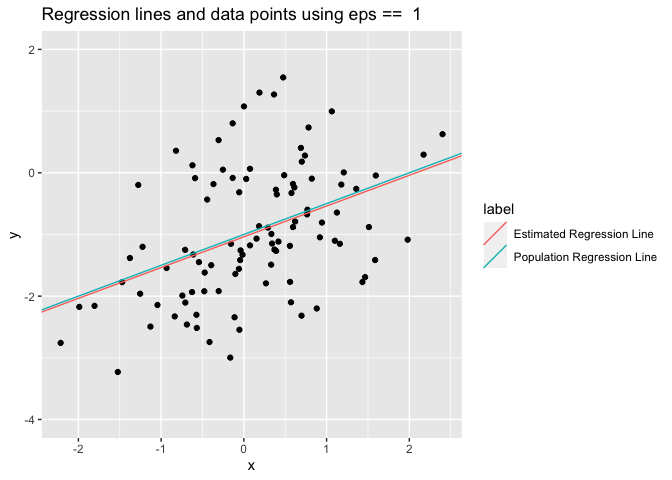 Regression lines and data points using eps == 1
2
0
-2
-4
y
-2
-1
0
1
2
x
label
Estimated Regression Line
Population Regression Line